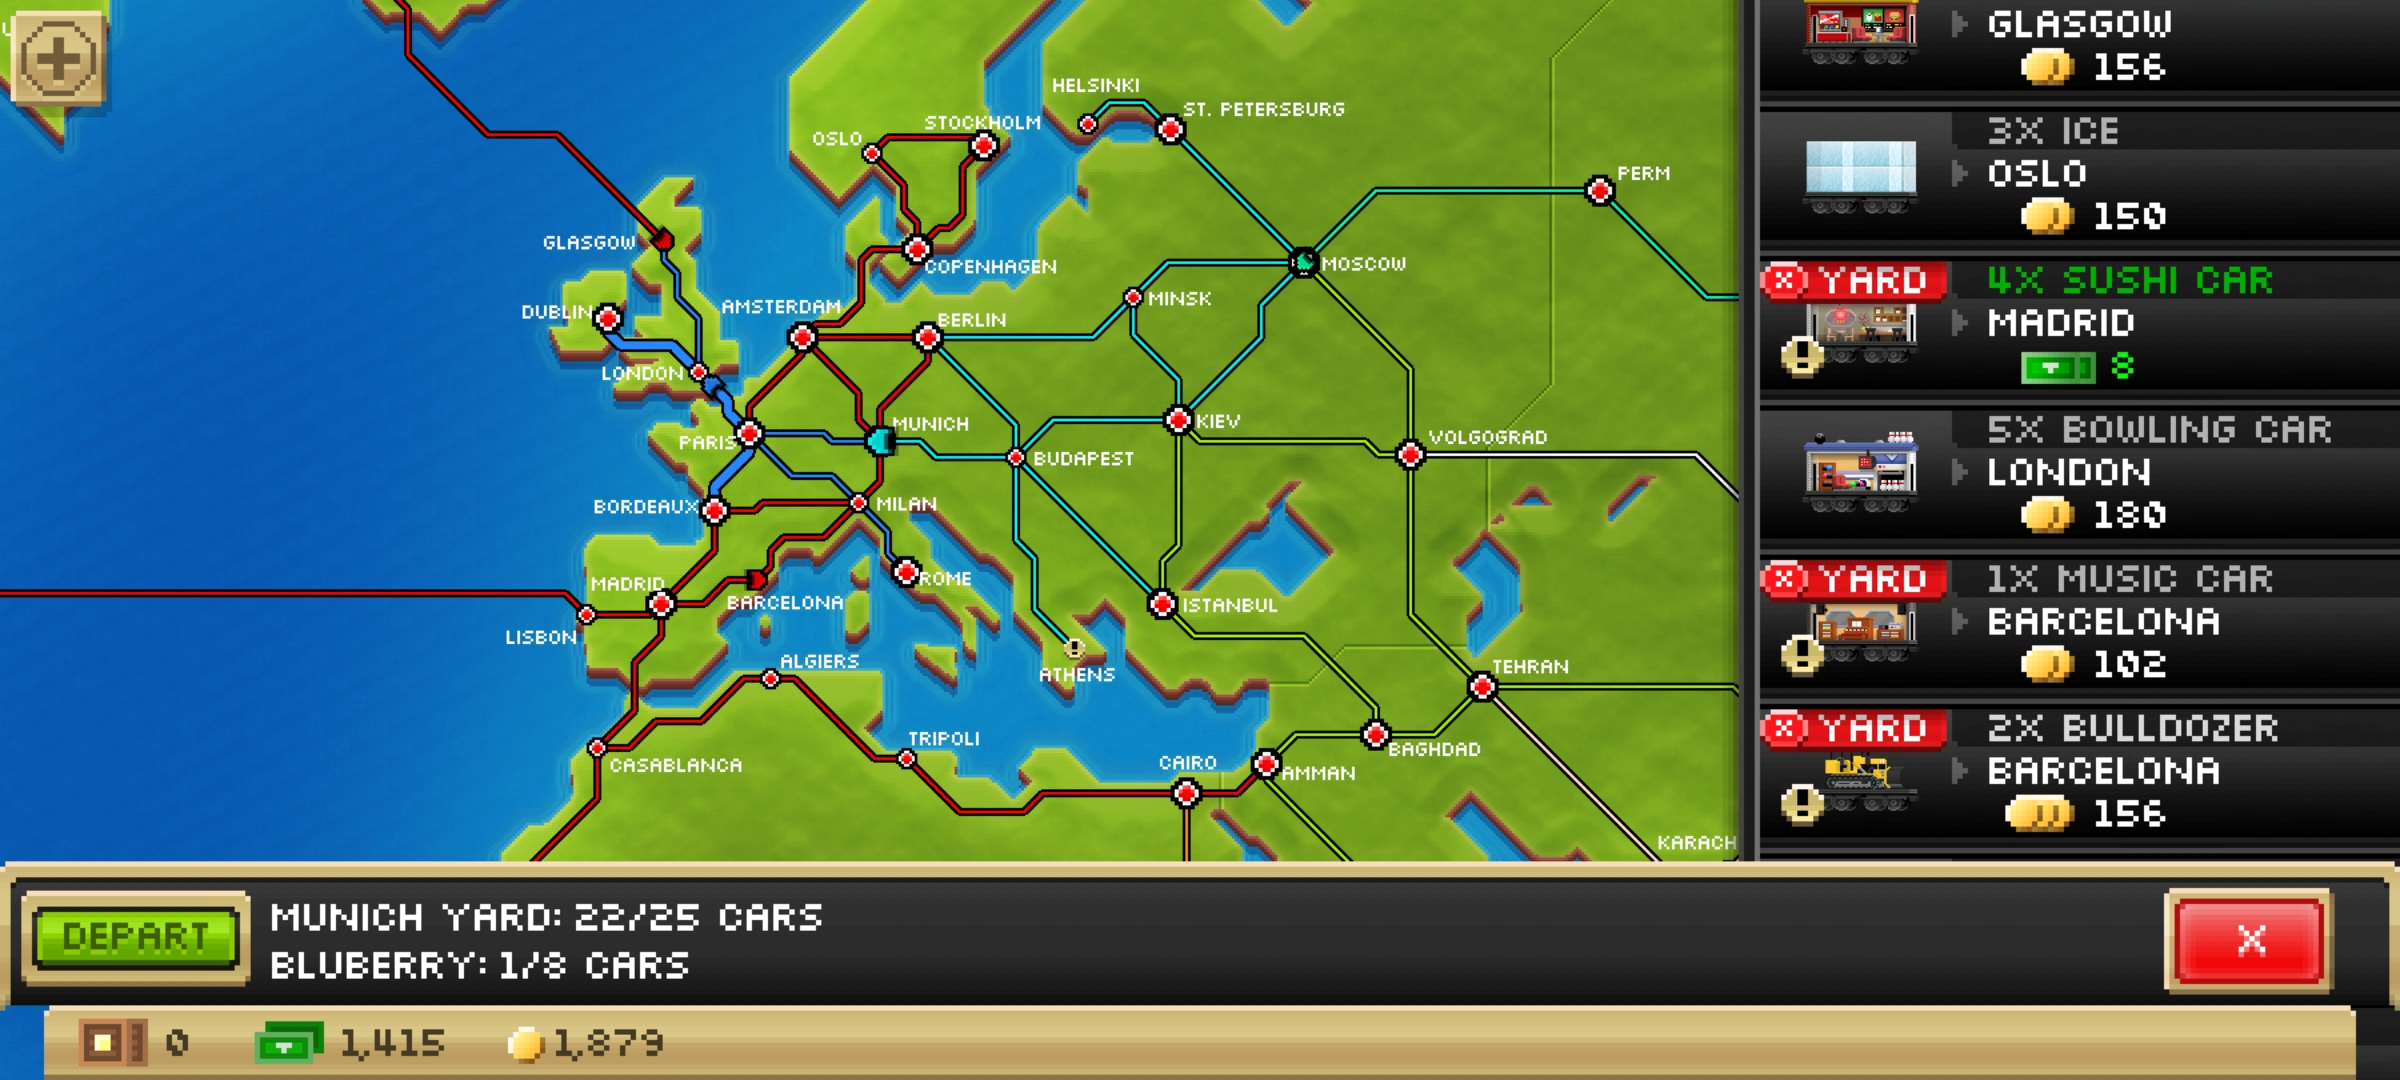 HELSINKI
ST. PETERSBURG
STOCKHOLM
OSLO
PERM
GLASGOW
COPENHAGEN
MOSCOW
MINSK
DUBLIN
AMSTERDAM
BERLIN
LONDON
MUNICH
KIEV
PARIS
VOLGOGRAD
BUDAPEST
BORDEAUX
MILAN
MADRID
ROME
BARCELONA
ISTANBUL
LISBON
ALGIERS
ATHENS
TEHRAN
TRIPOLI
CASABLANCA
CAIRO
BAGHDAD
AMMAN
KARACH
GLASGOW
156
3X ICE
OSLO
150
YARD
4X SUSHI CAR
MADRID
8
5X BOWLING CAR
LONDON
180
YARD
1X MUSIC CAR
BARCELONA
102
YARD
2X BULLDOZER
BARCELONA
156
DEPART
MUNICH YARD: 22/25 CARS
BLUBERRY: 1/8 CARS
X
0
1,415
1,879